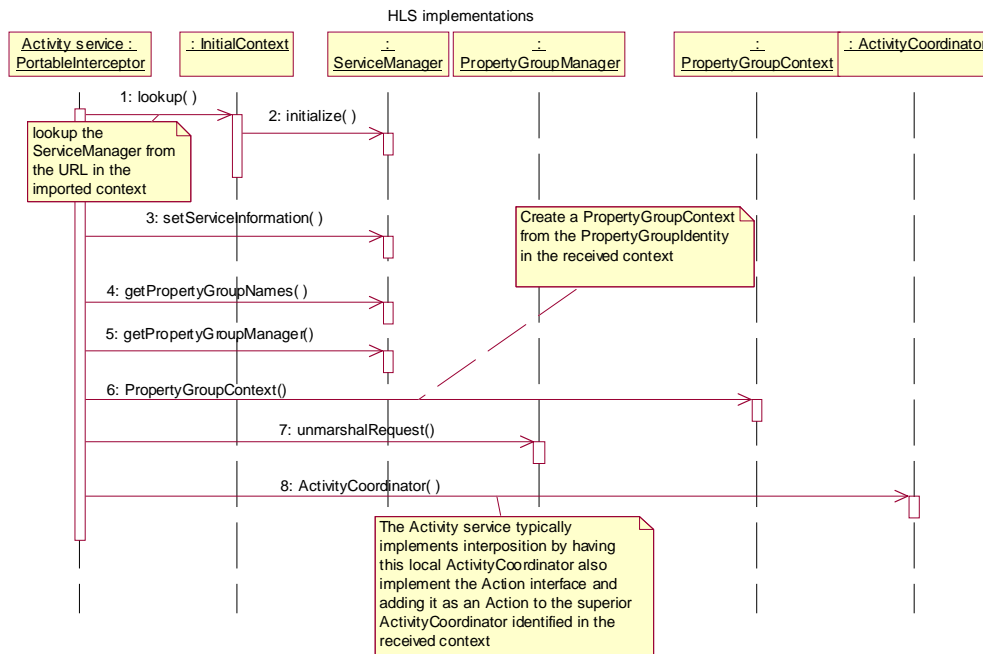 HLS implementations
Activity service :
PortableInterceptor
: InitialContext
:
ServiceManager
:
PropertyGroupManager
:
PropertyGroupContext
: ActivityCoordinator
1: lookup( )
2: initialize( )
lookup the
ServiceManager from
the URL in the
imported context
3: setServiceInformation( )
Create a PropertyGroupContext
from the PropertyGroupIdentity
in the received context
4: getPropertyGroupNames( )
5: getPropertyGroupManager()
6: PropertyGroupContext()
7: unmarshalRequest()
8: ActivityCoordinator( )
The Activity service typically
implements interposition by having
this local ActivityCoordinator also
implement the Action interface and
adding it as an Action to the superior
ActivityCoordinator identified in the
received context